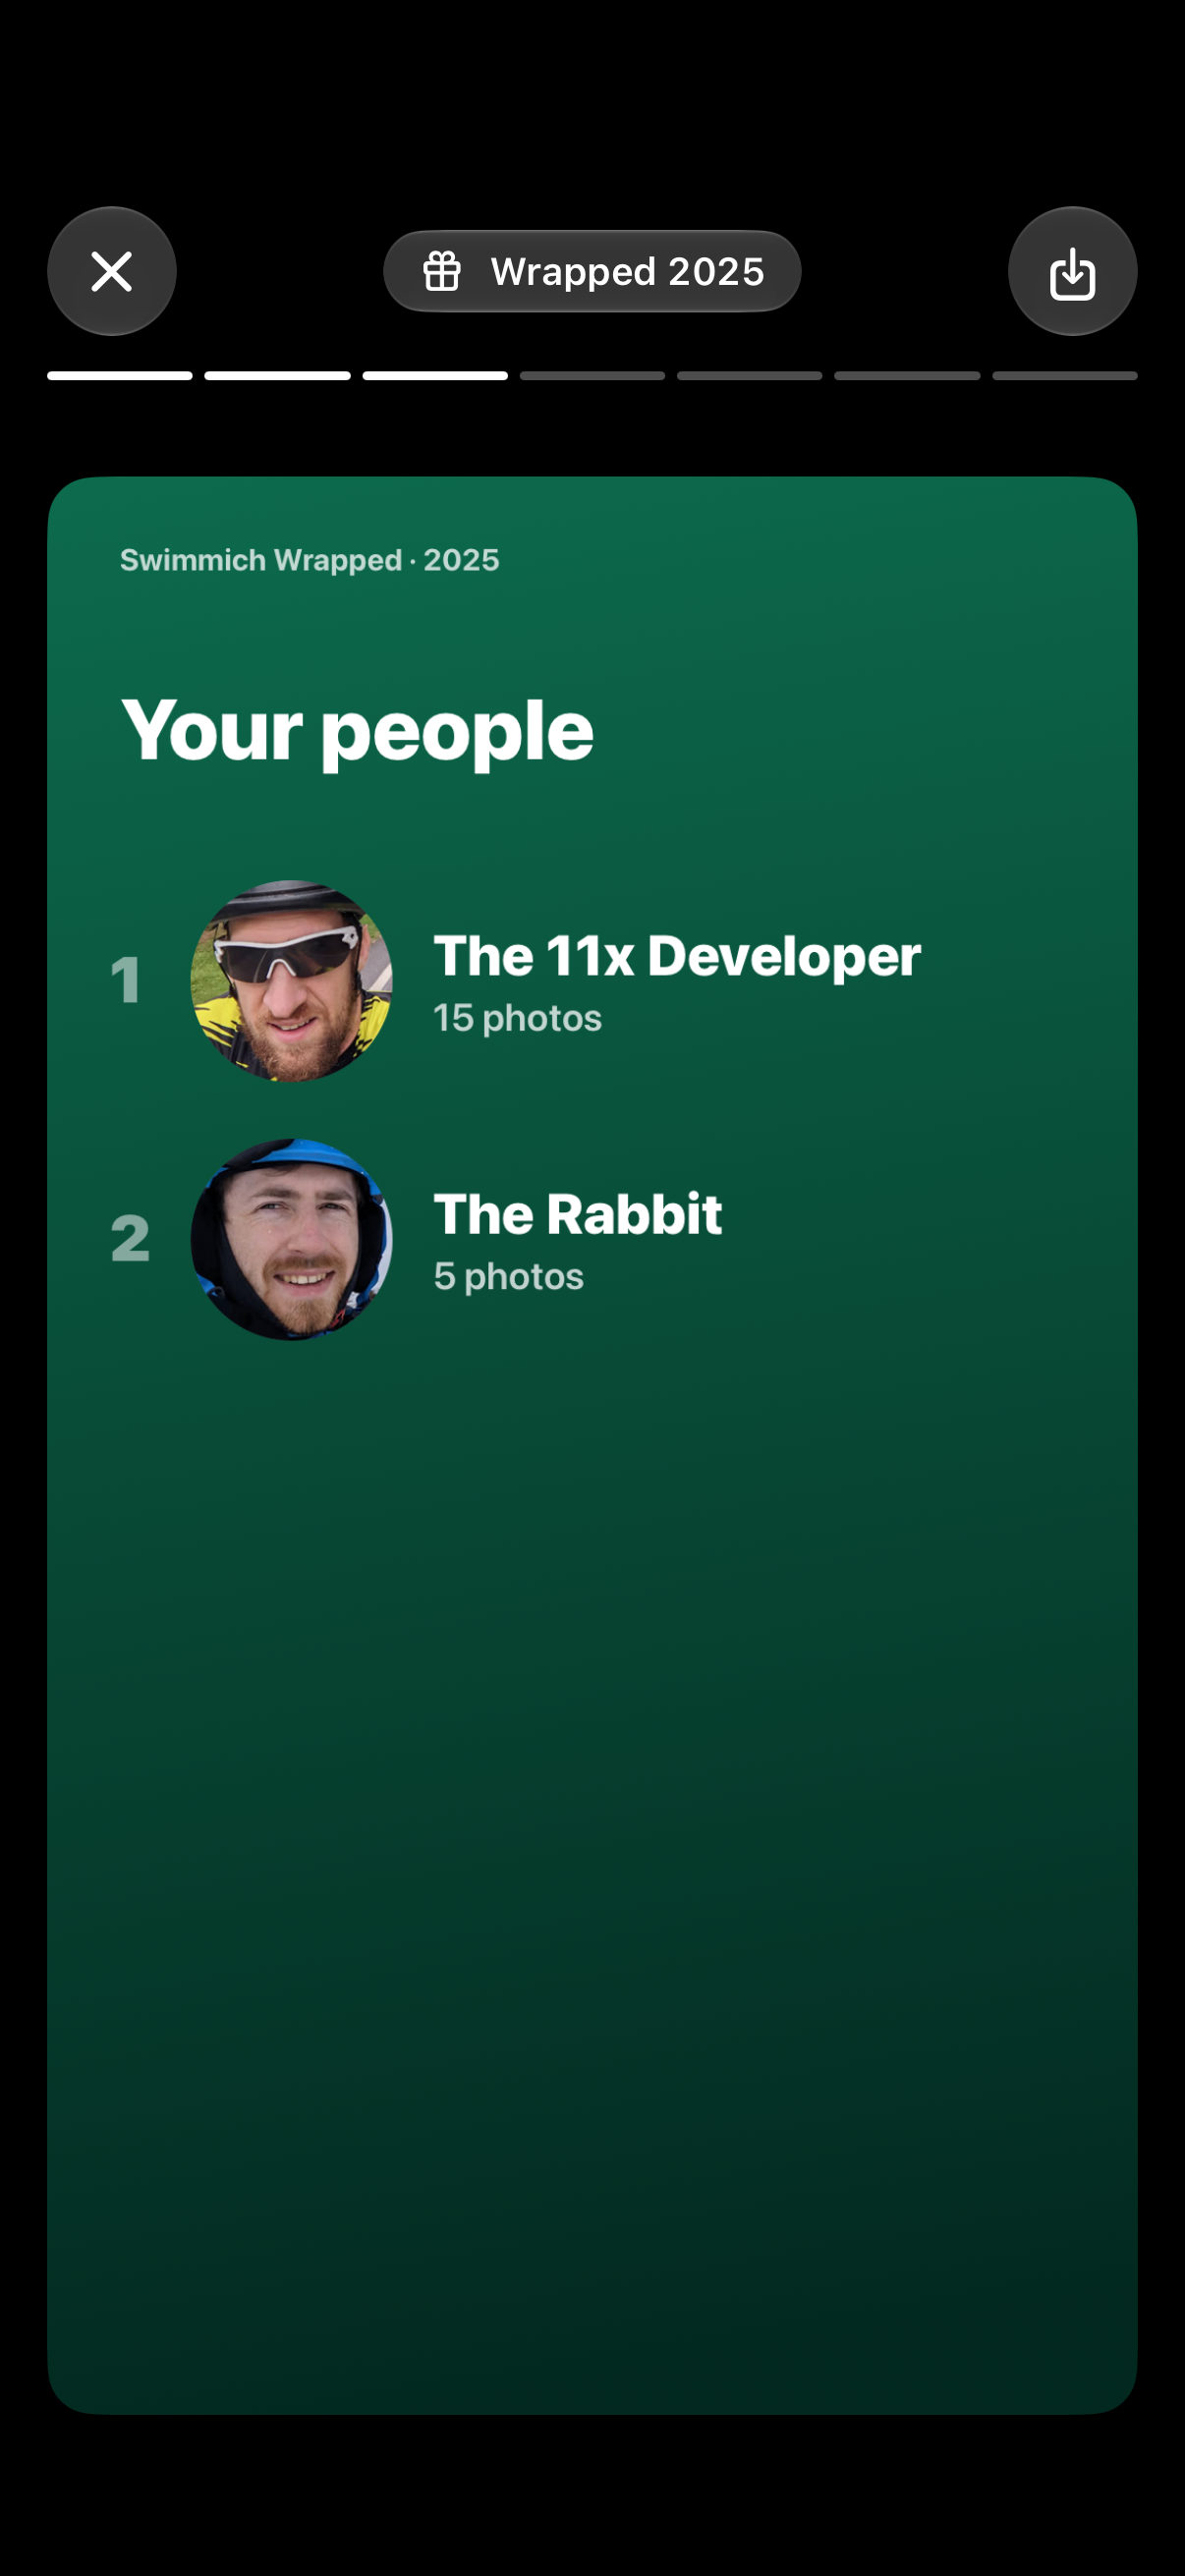 Wrapped 2025
Swimmich Wrapped · 2025
Your people
1
The 11x Developer
15 photos
2
The Rabbit
5 photos